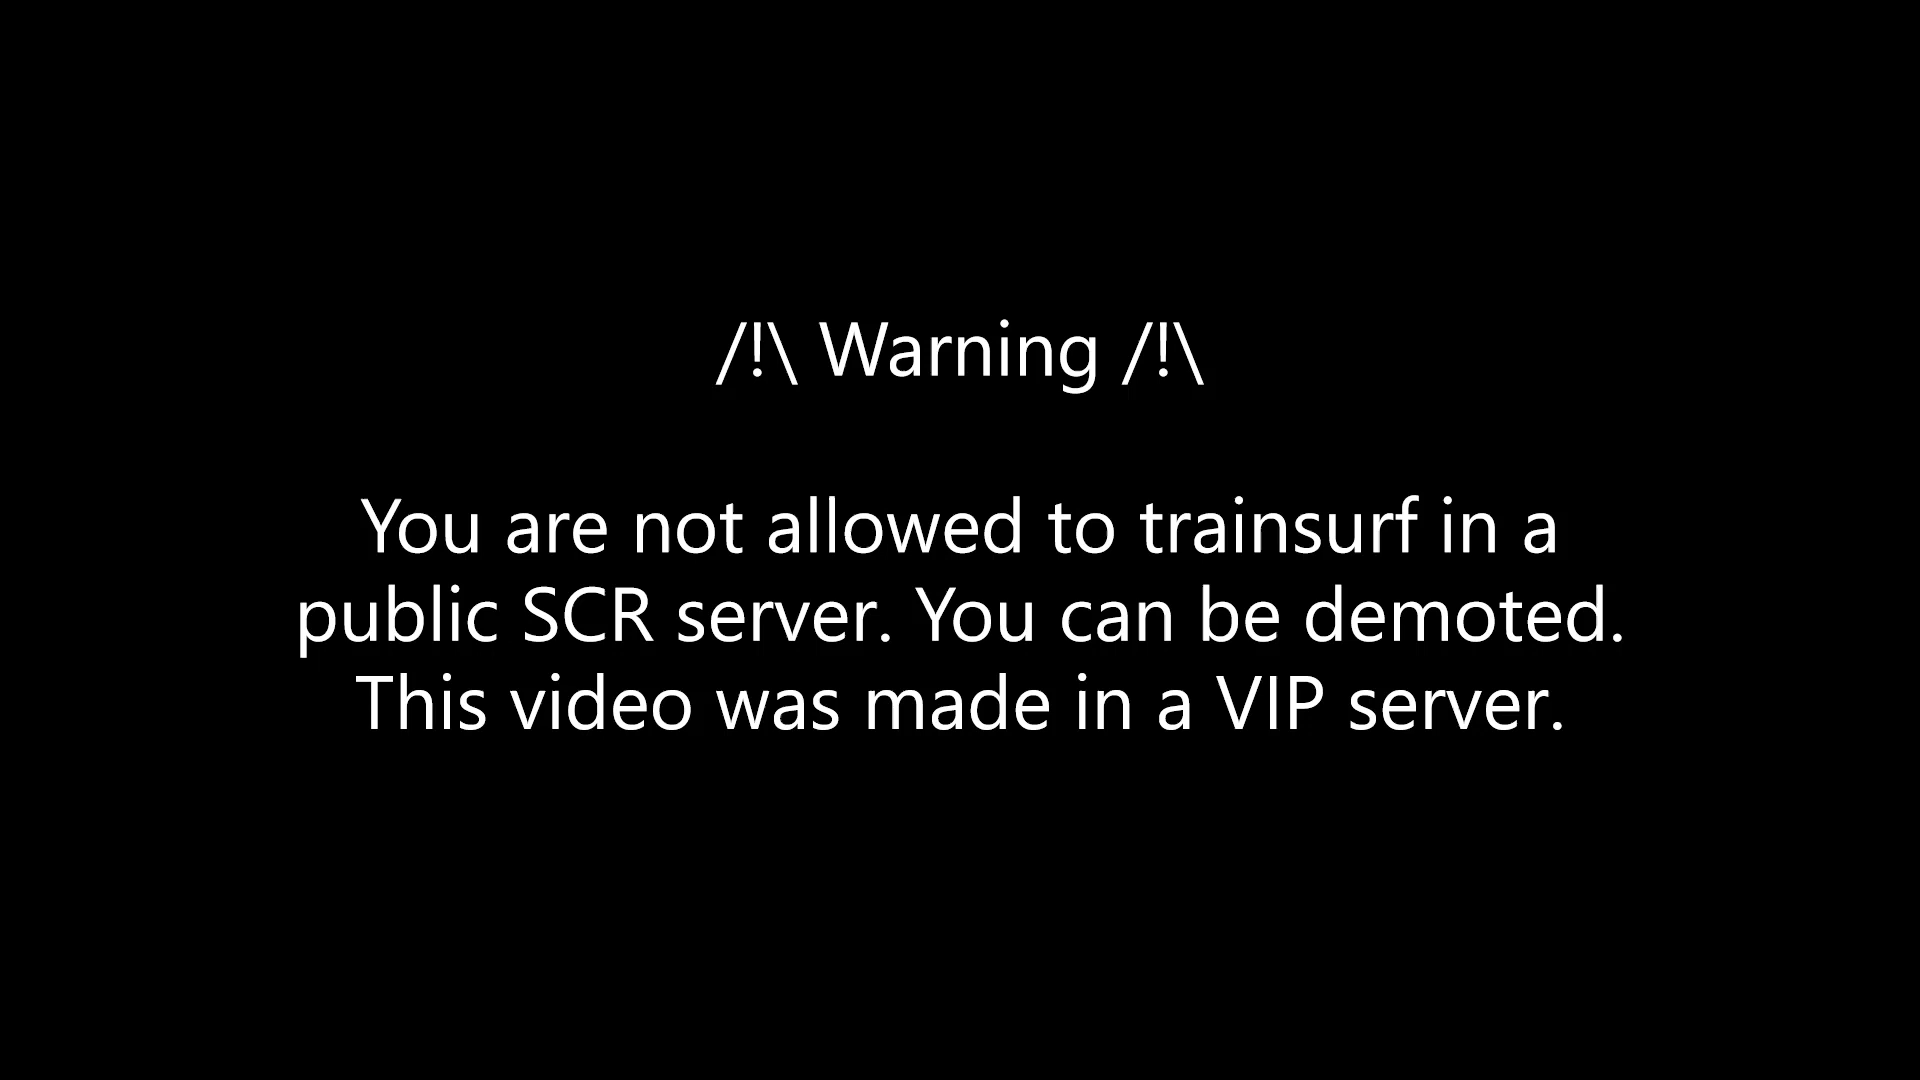 /!\ Warning /!\
You are not allowed to trainsurf in a
public SCR server. You can be demoted.
This video was made in a VIP server.